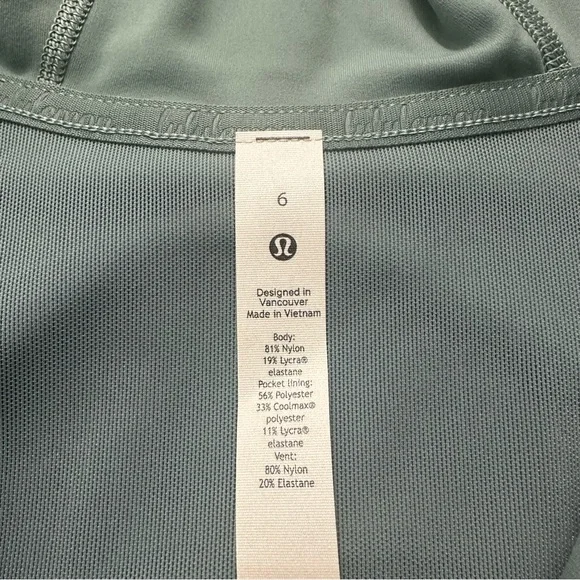 lululemon
6
Designed in
Vancouver
Made in Vietnam
Body:
81% Nylon
19% Lycra®
elastane
Pocket lining:
56% Polyester
33% Coolmax®
polyester
11% Lycra®
elastane
Vent:
80% Nylon
20% Elastane